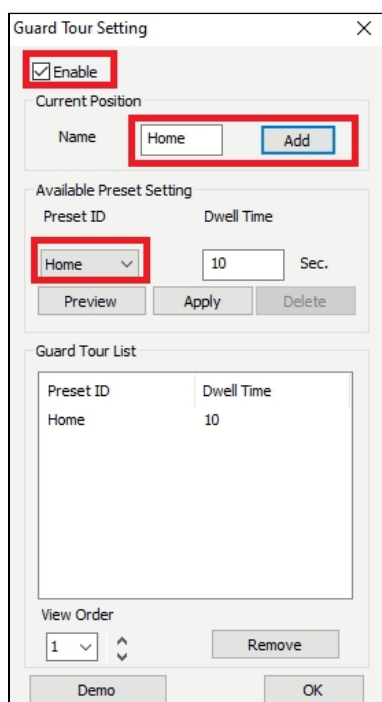 Guard Tour Setting
Enable
Current Position
Name Home Add
Available Preset Setting
Preset ID Dwell Time
Home 10 Sec.
Preview Apply Delete
Guard Tour List
Preset ID Dwell Time
Home 10
View Order
1 Remove
Demo OK